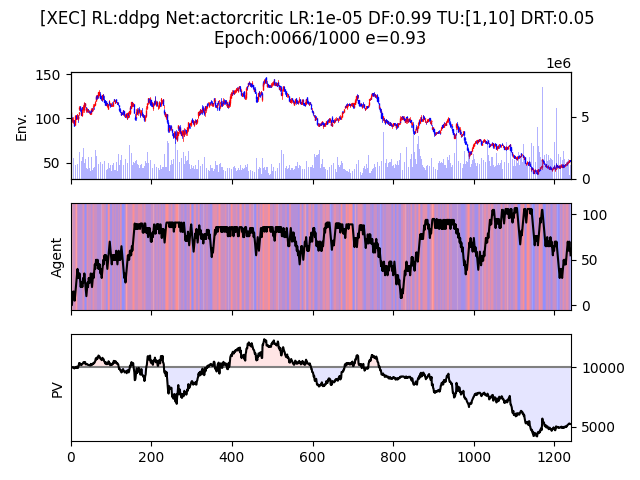 [XEC] RL:ddpg Net:actorcritic LR:1e-05 DF:0.99 TU:[1,10] DRT:0.05
Epoch:0066/1000 e=0.93
1e6
150
100
50
Env.
5
0
Agent
100
50
0
PV
10000
5000
0 200 400 600 800 1000 1200